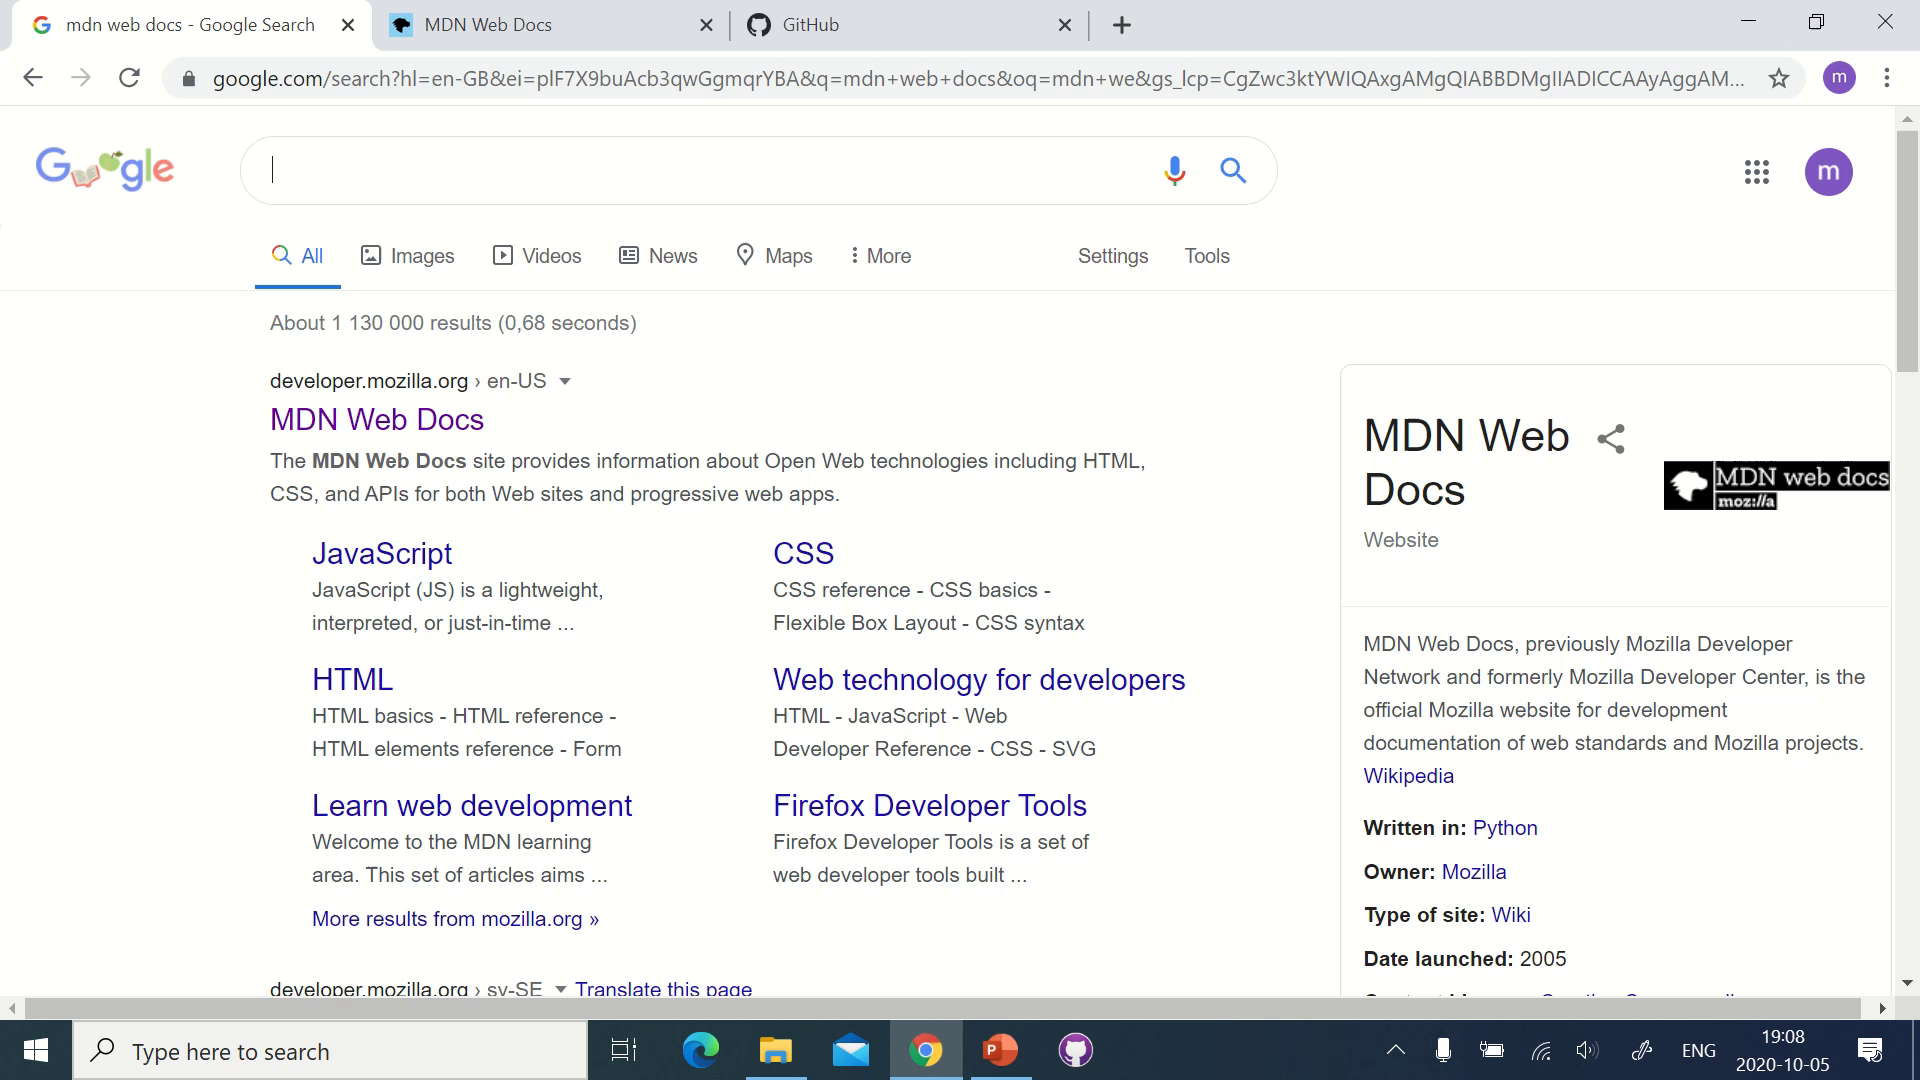 mdn web docs - Google Search
MDN Web Docs
GitHub
google.com/search?hl=en-GB&ei=plF7X9buAcb3qwGgmqrYBA&q=mdn+web+docs&oq=mdn+we&gs_lcp=CgZwc3ktYWIQAxgAMgQIABBDMgIIADICCAAyAggAM...
m
Google
m
All
Images
Videos
News
Maps
More
Settings
Tools
About 1 130 000 results (0,68 seconds)
developer.mozilla.org › en-US
MDN Web Docs
The MDN Web Docs site provides information about Open Web technologies including HTML,
CSS, and APIs for both Web sites and progressive web apps.
JavaScript
JavaScript (JS) is a lightweight,
interpreted, or just-in-time ...
CSS
CSS reference - CSS basics -
Flexible Box Layout - CSS syntax
HTML
HTML basics - HTML reference -
HTML elements reference - Form
Web technology for developers
HTML - JavaScript - Web
Developer Reference - CSS - SVG
Learn web development
Welcome to the MDN learning
area. This set of articles aims ...
Firefox Developer Tools
Firefox Developer Tools is a set of
web developer tools built ...
More results from mozilla.org »
developer.mozilla.org › sv-SE
Translate this page
MDN Web
Docs
Website
MDN web docs
moz://a
MDN Web Docs, previously Mozilla Developer
Network and formerly Mozilla Developer Center, is the
official Mozilla website for development
documentation of web standards and Mozilla projects.
Wikipedia
Written in: Python
Owner: Mozilla
Type of site: Wiki
Date launched: 2005
Type here to search
P
ENG
19:08
2020-10-05